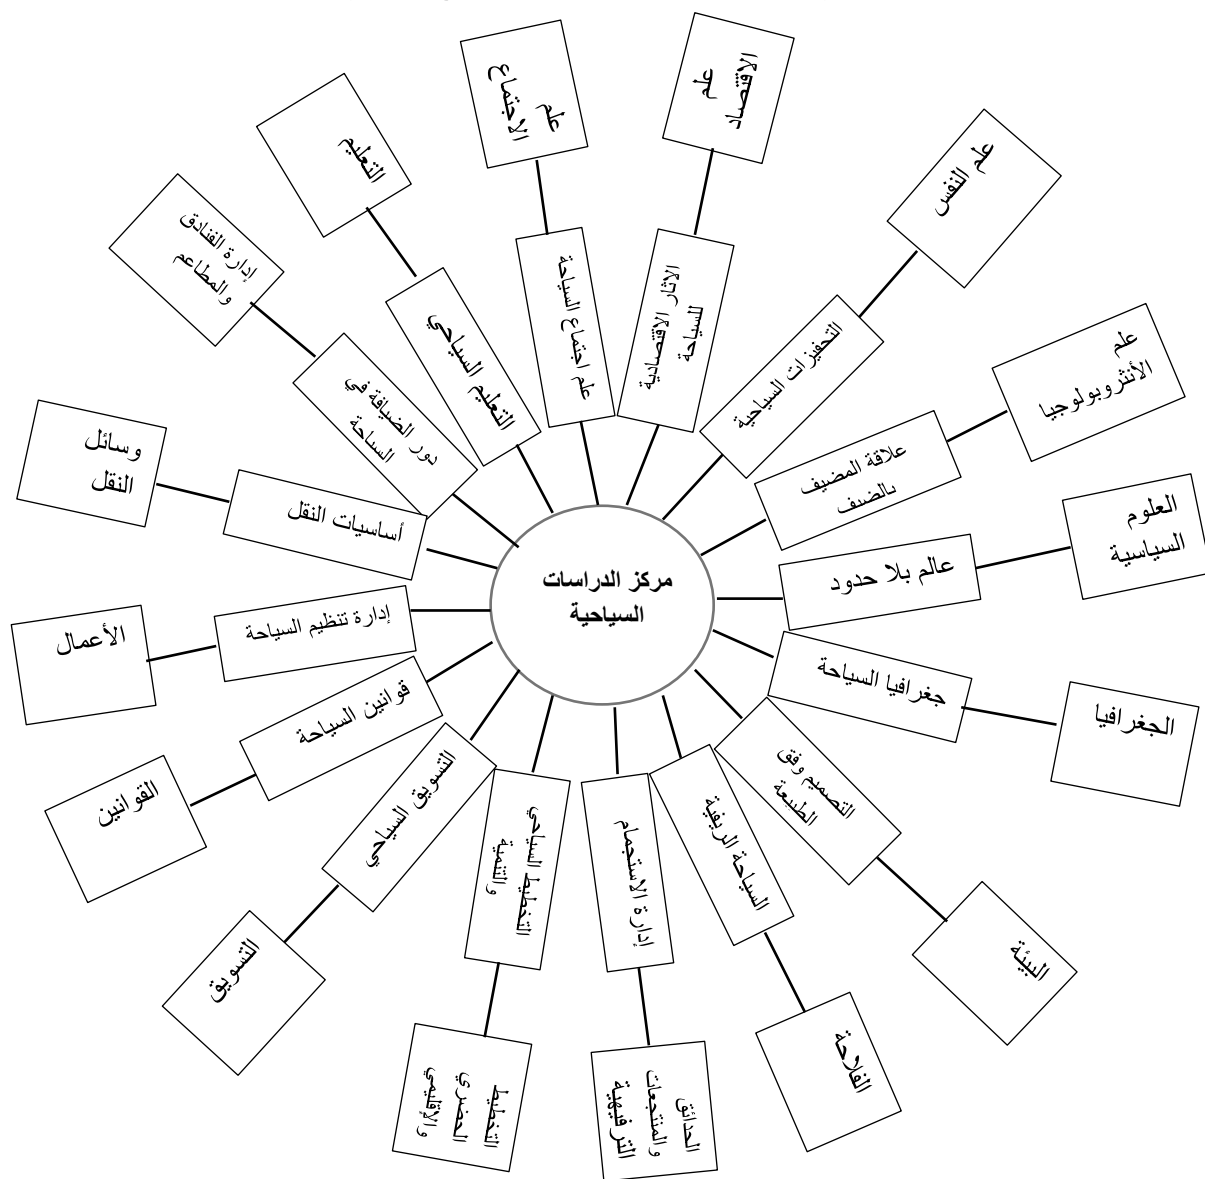 مركز الدراسات
السياحية
علم
الاجتماع
علم اجتماع السياحة
علم
الاقتصاد
الآثار الاقتصادية
للسياحة
علم النفس
التحفيزات السياحية
علم
الأنثروبولوجيا
علاقة المضيف
بالضيف
العلوم
السياسية
عالم بلا حدود
الجغرافيا
جغرافيا السياحة
البيئة
التصميم وفق
الطبيعة
الفلاحة
السياحة الريفية
الحدائق
والمنتجعات
الترفيهية
إدارة الاستجمام
التخطيط
الحضري
والإقليمي
التخطيط السياحي
والتنمية
التسويق
التسويق السياحي
القوانين
قوانين السياحة
الأعمال
إدارة تنظيم السياحة
وسائل
النقل
أساسيات النقل
إدارة الفنادق
والمطاعم
دور الضيافة في
السياحة
التعليم
التعليم السياحي